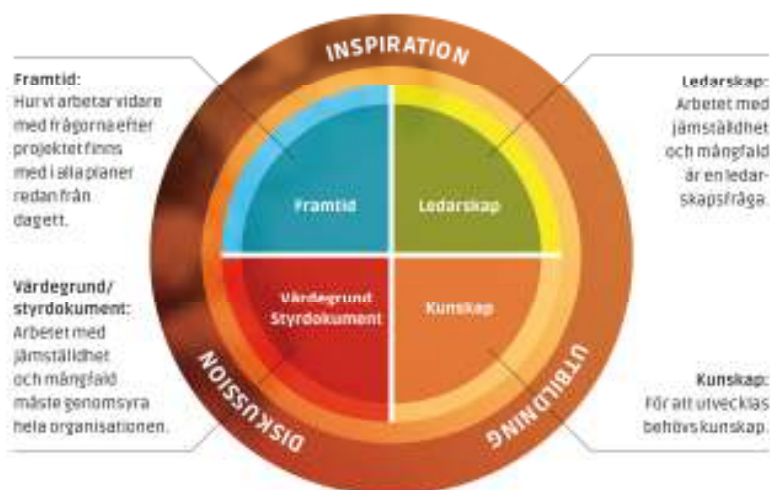 INSPIRATION
Framtid:
Hur vi arbetar vidare
med frågorna efter
projektet finns
med i alla planer
redan från
dag ett.
Ledarskap:
Arbetet med
jämställdhet
och mångfald
är en ledar-
skapsfråga.
Framtid
Ledarskap
Värdegrund
Styrdokument
Kunskap
Värdegrund/
styrdokument:
Arbetet med
jämställdhet
och mångfald
måste genomsyra
hela organisationen.
Kunskap:
För att utvecklas
behövs kunskap.
DISKUSSION
UTBILDNING